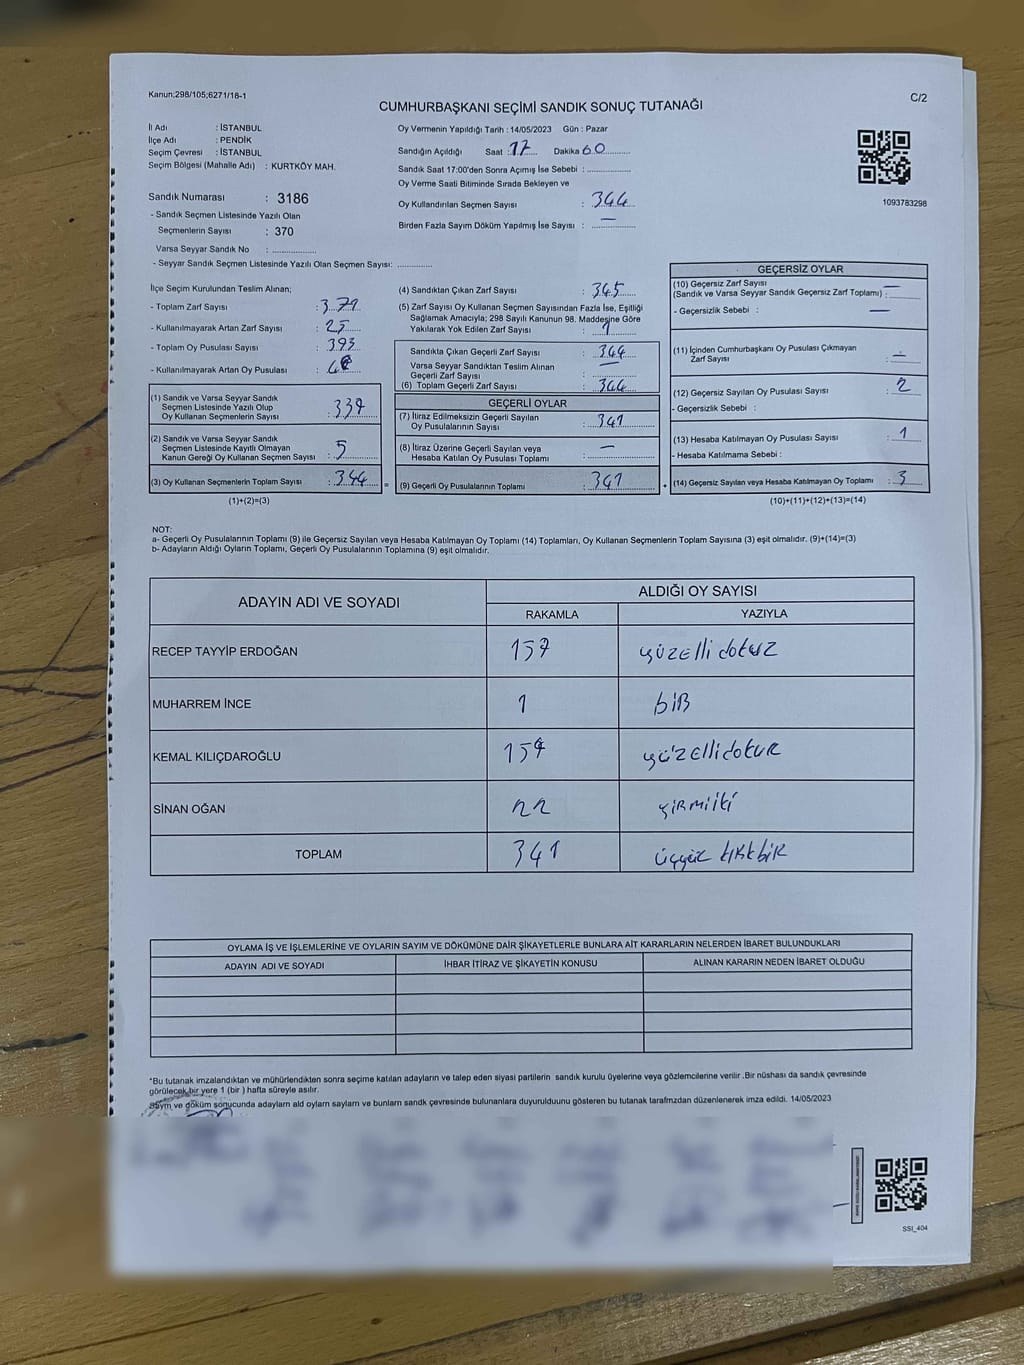 Kanun;298/105;6271/18-1
CUMHURBAŞKANI SEÇİMİ SANDIK SONUÇ TUTANAĞI
C/2
İl Adı : İSTANBUL
İlçe Adı : PENDİK
Seçim Çevresi : İSTANBUL
Seçim Bölgesi (Mahalle Adı) : KURTKÖY MAH.
Sandık Numarası : 3186
- Sandık Seçmen Listesinde Yazılı Olan
Seçmenlerin Sayısı : 370
Varsa Seyyar Sandık No :
- Seyyar Sandık Seçmen Listesinde Yazılı Olan Seçmen Sayısı:
Oy Vermenin Yapıldığı Tarih : 14/05/2023 Gün : Pazar
Sandığın Açıldığı Saat : 17 Dakika 60
Sandık Saat 17:00'den Sonra Açımış İse Sebebi :
Oy Verme Saati Bitiminde Sırada Bekleyen ve
Oy Kullandırılan Seçmen Sayısı : 344
Birden Fazla Sayım Döküm Yapılmış İse Sayısı : —
1093783298
İlçe Seçim Kurulundan Teslim Alınan;
- Toplam Zarf Sayısı : 371
- Kullanılmayarak Artan Zarf Sayısı : 25
- Toplam Oy Pusulası Sayısı : 393
- Kullanılmayarak Artan Oy Pusulası :
(1) Sandık ve Varsa Seyyar Sandık
Seçmen Listesinde Yazılı Olup
Oy Kullanan Seçmenlerin Sayısı : 339
(2) Sandık ve Varsa Seyyar Sandık
Seçmen Listesinde Kayıtlı Olmayan
Kanun Gereği Oy Kullanan Seçmen Sayısı : 5
(3) Oy Kullanan Seçmenlerin Toplam Sayısı : 344
(1)+(2)=(3)
(4) Sandıktan Çıkan Zarf Sayısı : 345
(5) Zarf Sayısı Oy Kullanan Seçmen Sayısından Fazla İse, Eşitliği
Sağlamak Amacıyla; 298 Sayılı Kanunun 98. Maddesine Göre
Yakılarak Yok Edilen Zarf Sayısı : 1
Sandıkta Çıkan Geçerli Zarf Sayısı : 344
Varsa Seyyar Sandıktan Teslim Alınan
Geçerli Zarf Sayısı : —
(6) Toplam Geçerli Zarf Sayısı : 344
GEÇERLİ OYLAR
(7) İtiraz Edilmeksizin Geçerli Sayılan
Oy Pusulalarının Sayısı : 341
(8) İtiraz Üzerine Geçerli Sayılan veya
Hesaba Katılan Oy Pusulası Toplamı : —
(9) Geçerli Oy Pusulalarının Toplamı : 341
GEÇERSİZ OYLAR
(10) Geçersiz Zarf Sayısı
(Sandık ve Varsa Seyyar Sandık Geçersiz Zarf Toplamı) : —
- Geçersizlik Sebebi : —
(11) İçinden Cumhurbaşkanı Oy Pusulası Çıkmayan
Zarf Sayısı : —
(12) Geçersiz Sayılan Oy Pusulası Sayısı : 2
- Geçersizlik Sebebi :
(13) Hesaba Katılmayan Oy Pusulası Sayısı : 1
- Hesaba Katılmama Sebebi :
(14) Geçersiz Sayılan veya Hesaba Katılmayan Oy Toplamı : 3
(10)+(11)+(12)+(13)=(14)
NOT:
a- Geçerli Oy Pusulalarının Toplamı (9) ile Geçersiz Sayılan veya Hesaba Katılmayan Oy Toplamı (14) Toplamları, Oy Kullanan Seçmenlerin Toplam Sayısına (3) eşit olmalıdır. (9)+(14)=(3)
b- Adayların Aldığı Oyların Toplamı, Geçerli Oy Pusulalarının Toplamına (9) eşit olmalıdır.
ADAYIN ADI VE SOYADI
ALDIĞI OY SAYISI
RAKAMLA YAZIYLA
RECEP TAYYİP ERDOĞAN 159 yüzelli dokuz
MUHARREM İNCE 1 bir
KEMAL KILIÇDAROĞLU 159 yüzelli dokuz
SİNAN OĞAN 22 yirmiiki
TOPLAM 341 üçyüz kırkbir
OYLAMA İŞ VE İŞLEMLERİNE VE OYLARIN SAYIM VE DÖKÜMÜNE DAİR ŞİKAYETLERLE BUNLARA AİT KARARLARIN NELERDEN İBARET BULUNDUKLARI
ADAYIN ADI VE SOYADI İHBAR İTİRAZ VE ŞİKAYETİN KONUSU ALINAN KARARIN NEDEN İBARET OLDUĞU
*Bu tutanak imzalandıktan ve mühürlendikten sonra seçime katılan adayların ve talep eden siyasi partilerin sandık kurulu üyelerine veya gözlemcilerine verilir .Bir nüshası da sandık çevresinde
görülecek bir yere 1 (bir ) hafta süreyle asılır.
Sayım ve döküm sonucunda adayların ald oyların sayların ve bunların sandk çevresinde bulunanlara duyurulduunu gösteren bu tutanak tarafmzdan düzenlenerek imza edildi. 14/05/2023
SSI_404